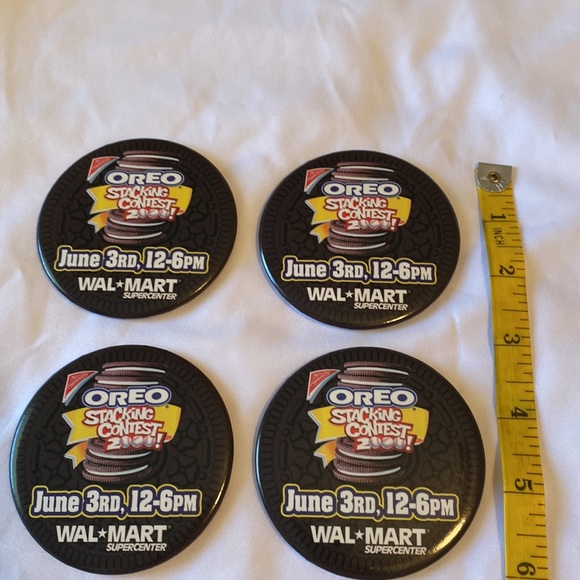 OREO
STACKING
CONTEST
2000!
June 3RD, 12-6PM
WAL★MART
SUPERCENTER
OREO
STACKING
CONTEST
2000!
June 3RD, 12-6PM
WAL★MART
SUPERCENTER
OREO
STACKING
CONTEST
2000!
June 3RD, 12-6PM
WAL★MART
SUPERCENTER
OREO
STACKING
CONTEST
2000!
June 3RD, 12-6PM
WAL★MART
SUPERCENTER
1
INCH
2
3
4
5
6